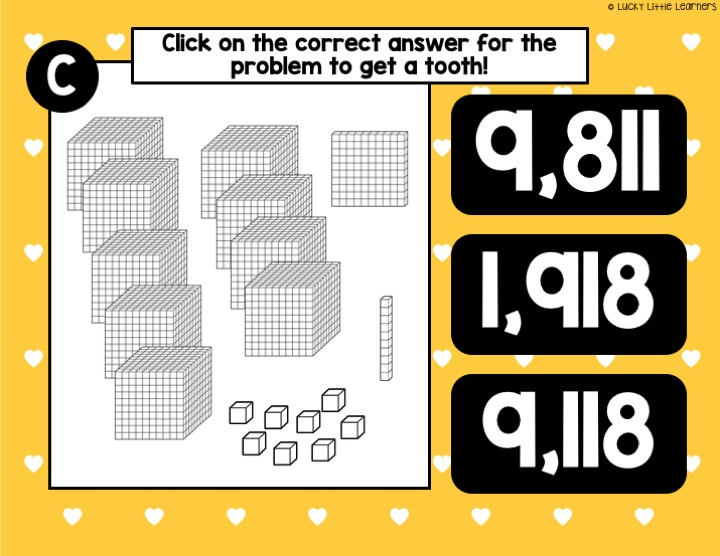 © Lucky Little Learners
Click on the correct answer for the
problem to get a tooth!
C
9,811
1,918
9,118